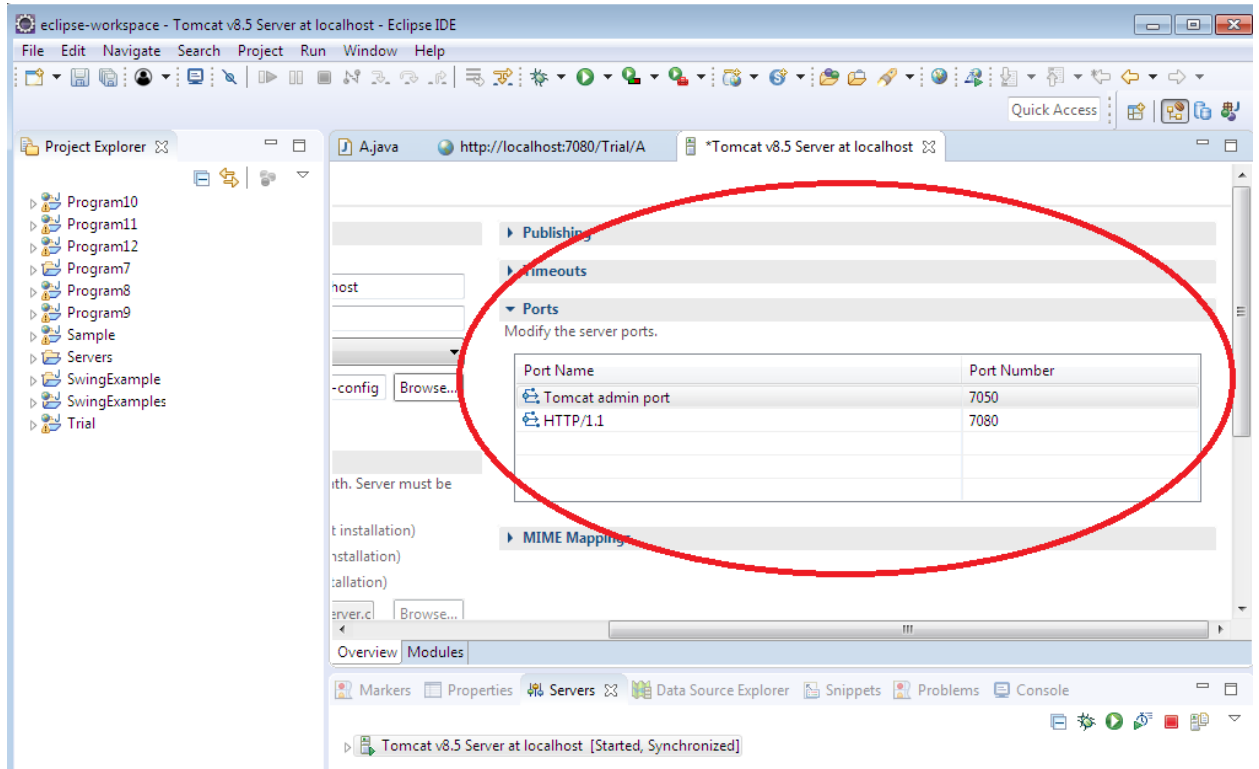 eclipse-workspace - Tomcat v8.5 Server at localhost - Eclipse IDE
File Edit Navigate Search Project Run Window Help
Quick Access
Project Explorer
A.java
http://localhost:7080/Trial/A
*Tomcat v8.5 Server at localhost
Program10
Program11
Program12
Program7
Program8
Program9
Sample
Servers
SwingExample
SwingExamples
Trial
host
-config Browse...
ath. Server must be
t installation)
nstallation)
tallation)
erver.c Browse...
Publishing
Timeouts
Ports
Modify the server ports.
Port Name Port Number
Tomcat admin port 7050
HTTP/1.1 7080
MIME Mappings
Overview Modules
Markers Properties Servers Data Source Explorer Snippets Problems Console
Tomcat v8.5 Server at localhost [Started, Synchronized]